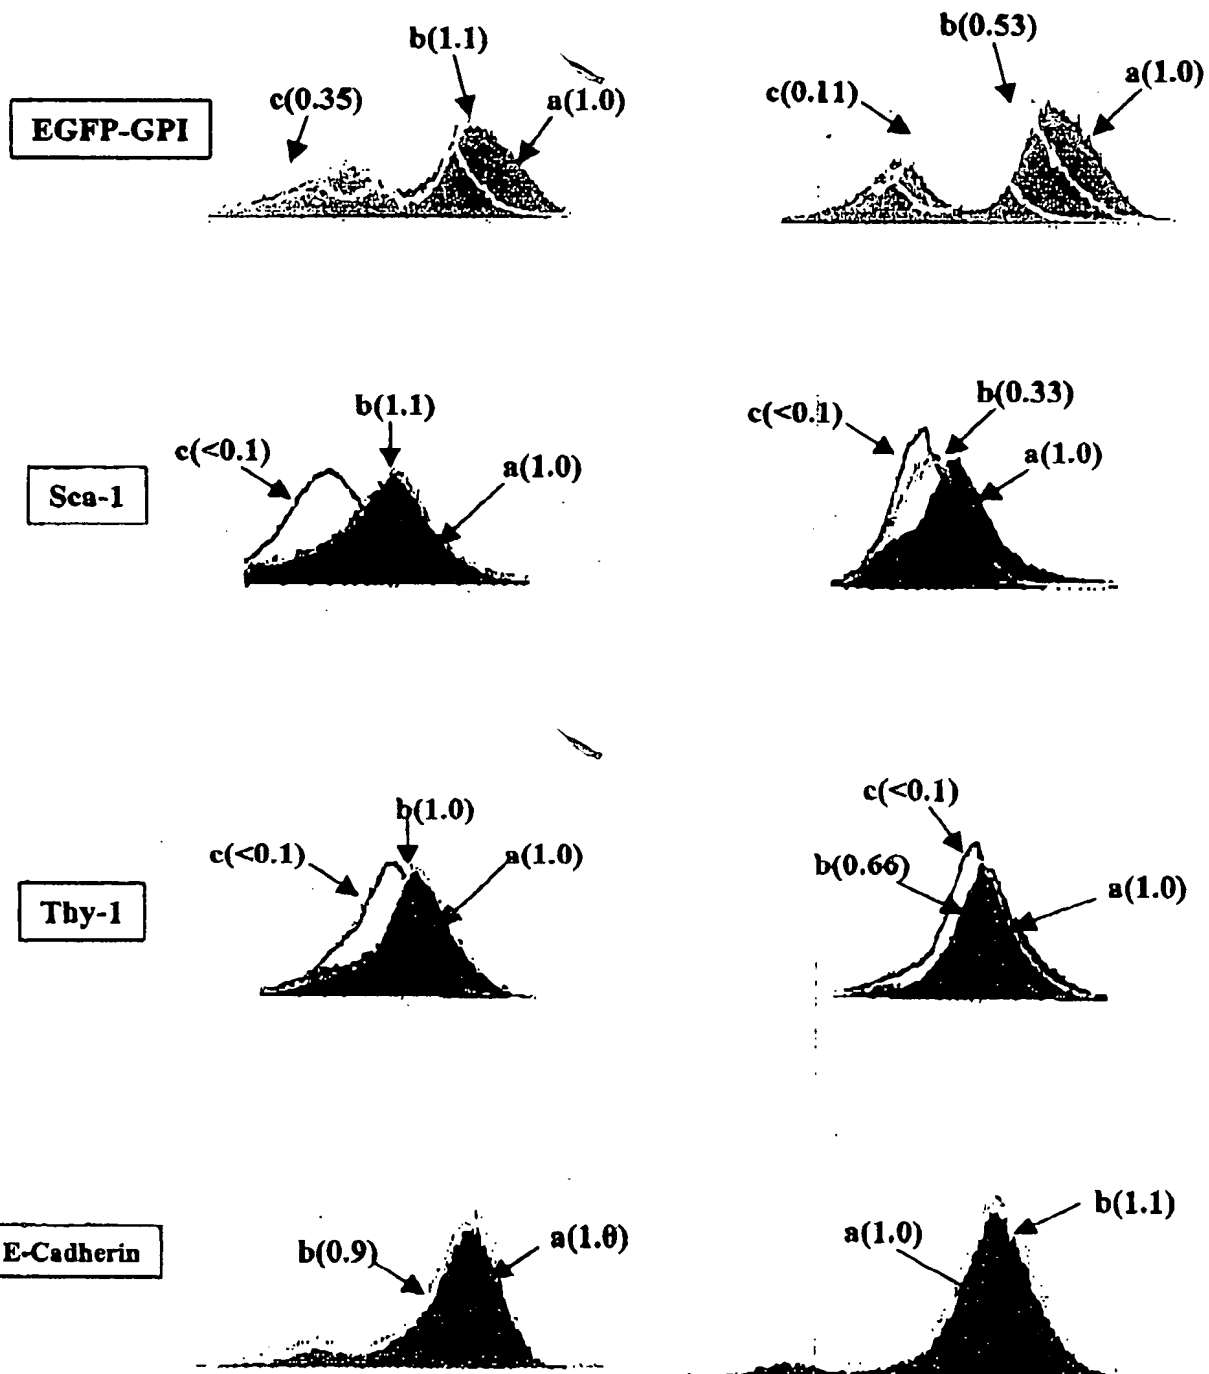 b(1.1)
b(0.53)
c(0.35)
a(1.0)
c(0.11)
a(1.0)
EGFP-GPI
b(1.1)
b(0.33)
c(<0.1)
a(1.0)
c(<0.1)
a(1.0)
Sca-1
c(<0.1)
b(1.0)
c(<0.1)
a(1.0)
b(0.66)
a(1.0)
Thy-1
b(1.1)
a(1.0)
a(1.0)
b(0.9)
E-Cadherin